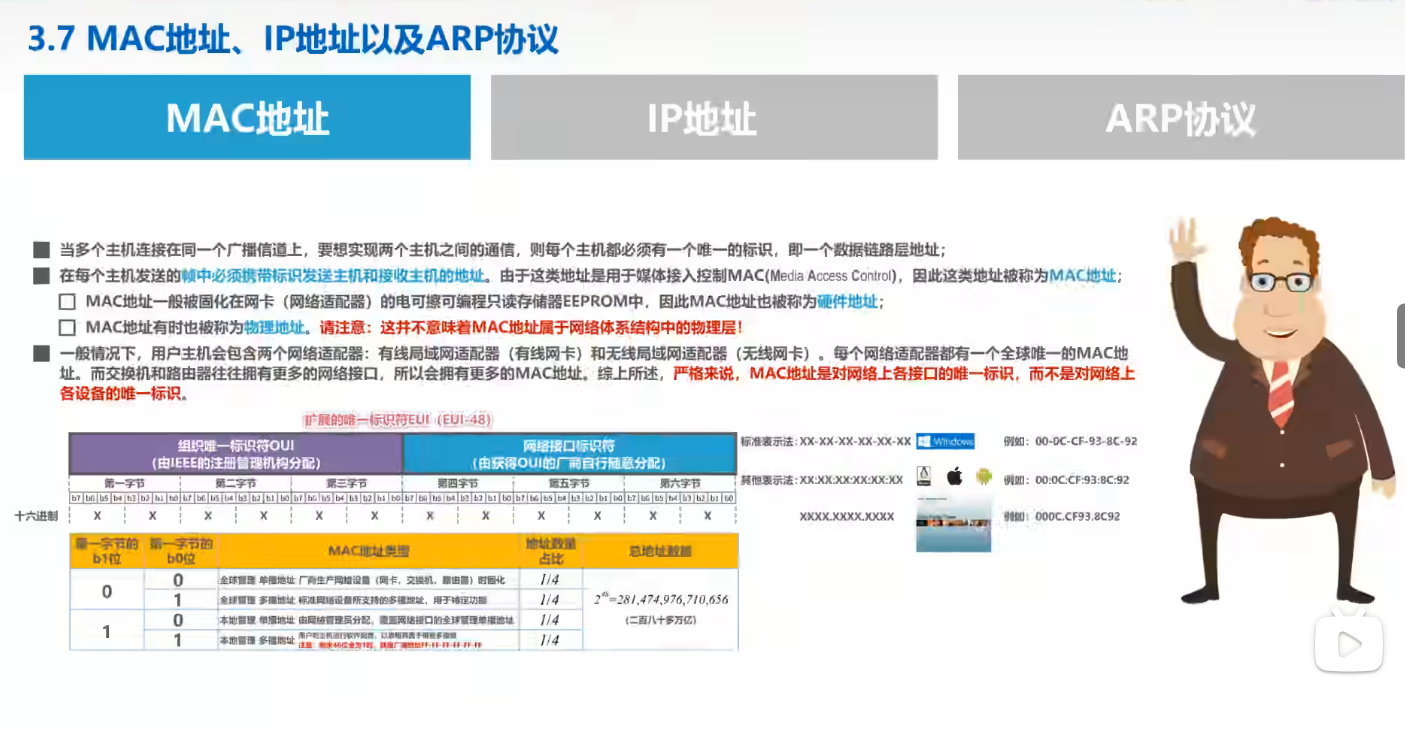 3.7 MAC地址、IP地址以及ARP协议
MAC地址
IP地址
ARP协议
当多个主机连接在同一个广播信道上，要想实现两个主机之间的通信，则每个主机都必须有一个唯一的标识，即一个数据链路层地址；
在每个主机发送的帧中必须携带标识发送主机和接收主机的地址。由于这类地址是用于媒体接入控制MAC(Media Access Control)，因此这类地址被称为MAC地址；
MAC地址一般被固化在网卡（网络适配器）的电可擦可编程只读存储器EEPROM中，因此MAC地址也被称为硬件地址；
MAC地址有时也被称为物理地址。请注意：这并不意味着MAC地址属于网络体系结构中的物理层！
一般情况下，用户主机会包含两个网络适配器：有线局域网适配器（有线网卡）和无线局域网适配器（无线网卡）。每个网络适配器都有一个全球唯一的MAC地
址。而交换机和路由器往往拥有更多的网络接口，所以会拥有更多的MAC地址。综上所述，严格来说，MAC地址是对网络上各接口的唯一标识，而不是对网络上
各设备的唯一标识。
扩展的唯一标识符EUI（EUI-48）
组织唯一标识符OUI
（由IEEE的注册管理机构分配）
网络接口标识符
（由获得OUI的厂商自行随意分配）
第一字节 第二字节 第三字节 第四字节 第五字节 第六字节
b7 b6 b5 b4 b3 b2 b1 b0 b7 b6 b5 b4 b3 b2 b1 b0 b7 b6 b5 b4 b3 b2 b1 b0 b7 b6 b5 b4 b3 b2 b1 b0 b7 b6 b5 b4 b3 b2 b1 b0 b7 b6 b5 b4 b3 b2 b1 b0
十六进制 X X X X X X X X X X X X
标准表示法：XX-XX-XX-XX-XX-XX Windows 例如：00-0C-CF-93-8C-92
其他表示法：XX:XX:XX:XX:XX:XX 例如：00:0C:CF:93:8C:92
XXXX.XXXX.XXXX 例如：000C.CF93.8C92
第一字节的
b1位
第一字节的
b0位
MAC地址类型
地址数量
占比
总地址数量
0 0 全球管理 单播地址 厂商生产网络设备（网卡，交换机，路由器）时固化 1/4
1 全球管理 多播地址 标准网络设备所应支持的多播地址，用于特定功能 1/4
2^48=281,474,976,710,656
（二百八十多万亿）
1 0 本地管理 单播地址 由网络管理员分配，覆盖网络接口的全球管理单播地址 1/4
1 本地管理 多播地址 1/4
注意：剩余46位全为1时，就是广播地址FF-FF-FF-FF-FF-FF